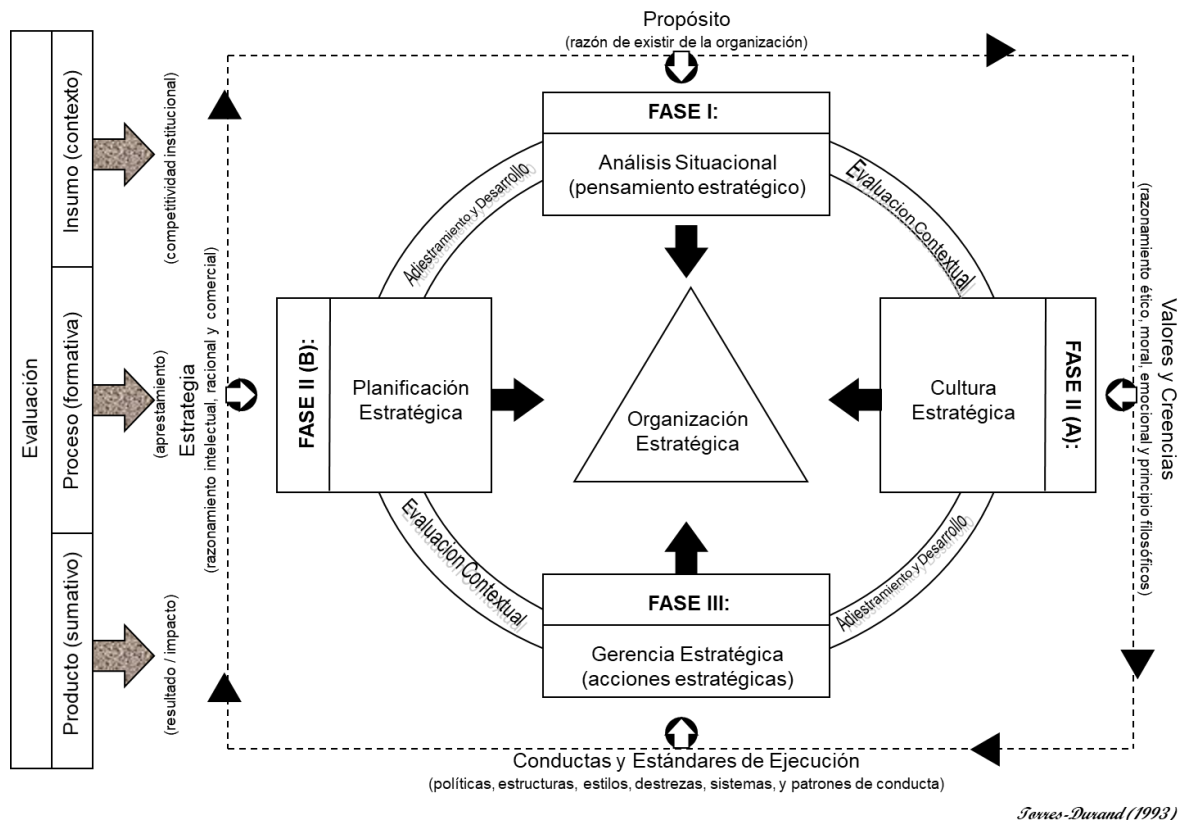 Propósito
(razón de existir de la organización)
Evaluación
Insumo (contexto)
Proceso (formativa)
Producto (sumativo)
(competitividad institucional)
(aprestamiento)
(resultado / impacto)
Estrategia
(razonamiento intelectual, racional y comercial)
FASE I:
Análisis Situacional
(pensamiento estratégico)
Adiestramiento y Desarrollo
Evaluacion Contextual
FASE II (B):
Planificación
Estratégica
Organización
Estratégica
Cultura
Estratégica
FASE II (A):
Valores y Creencias
(razonamiento ético, moral, emocional y principio filosóficos)
Evaluacion Contextual
Adiestramiento y Desarrollo
FASE III:
Gerencia Estratégica
(acciones estratégicas)
Conductas y Estándares de Ejecución
(políticas, estructuras, estilos, destrezas, sistemas, y patrones de conducta)
Torres-Durand (1993)